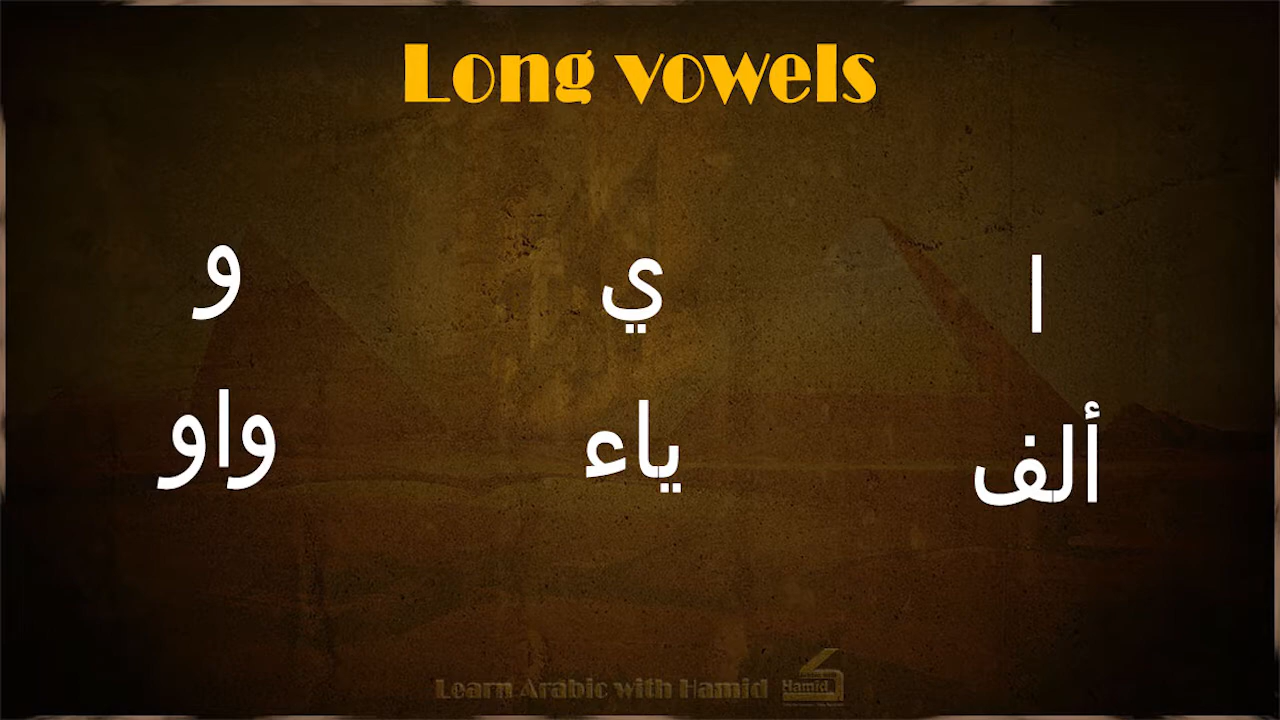 Long vowels
ا ي و
ألف ياء واو
Learn Arabic with Hamid
Hamid